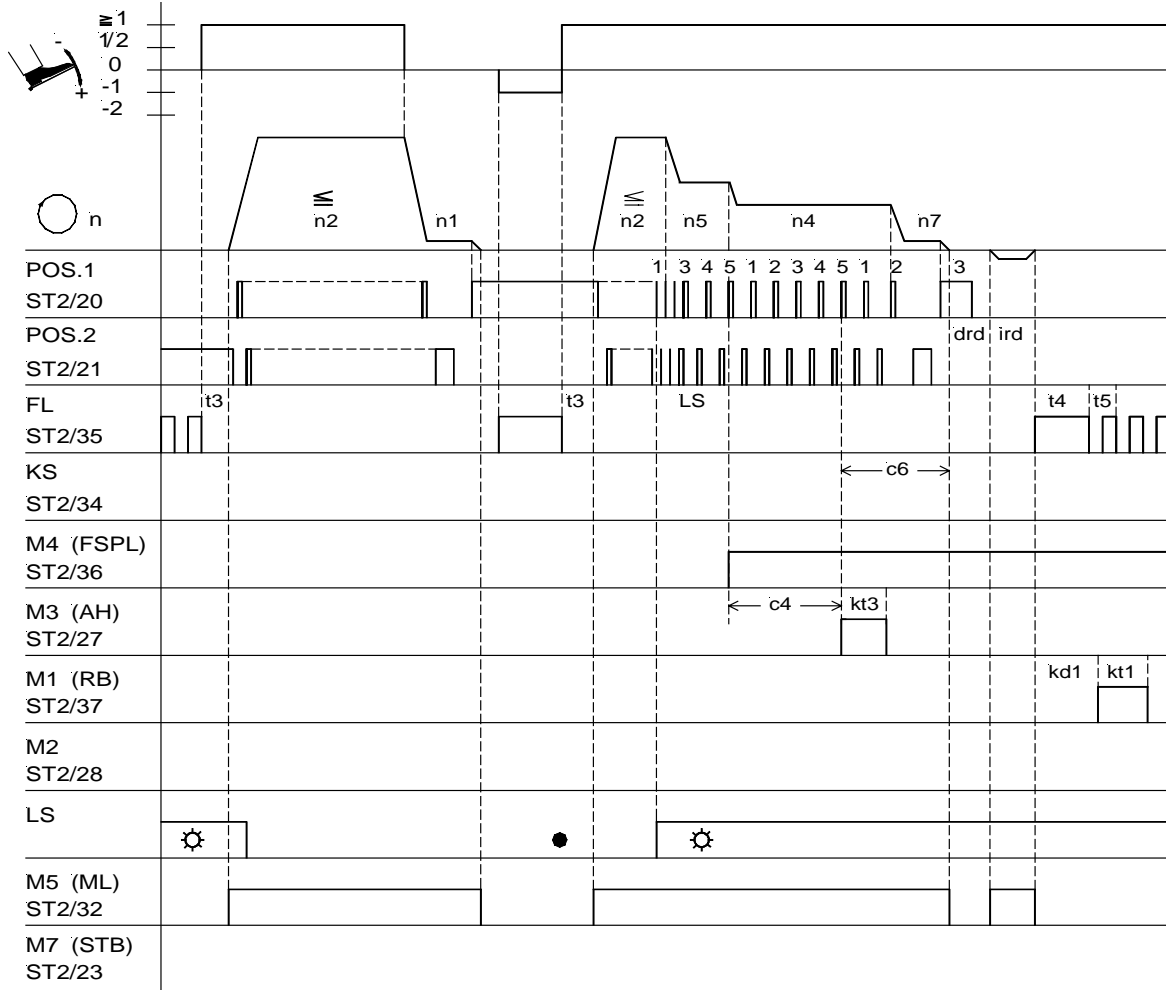 ≧ 1
1/2
0
-1
-2
-
+
n
≦
n2
n1
≦
n2
n5
n4
n7
POS.1
ST2/20
1 3 4 5 1 2 3 4 5 1 2 3
POS.2
ST2/21
drd ird
FL
ST2/35
t3
t3
LS
t4
t5
KS
ST2/34
c6
M4 (FSPL)
ST2/36
M3 (AH)
ST2/27
c4
kt3
M1 (RB)
ST2/37
kd1
kt1
M2
ST2/28
LS
M5 (ML)
ST2/32
M7 (STB)
ST2/23